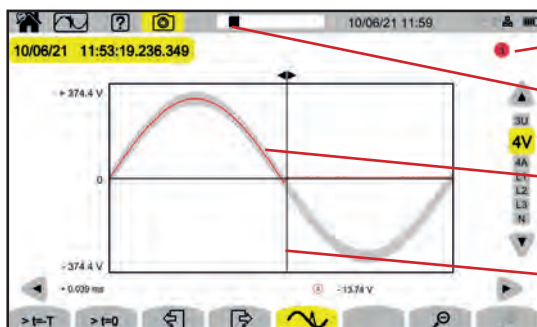 ?
10/06/21 11:59
10/06/21 11:53:19.236.349
+ 374.4 V
0
- 374.4 V
3U
4V
4A
L1
L2
L3
N
+ 0.039 ms
-13.74 V
> t=-T
> t=0